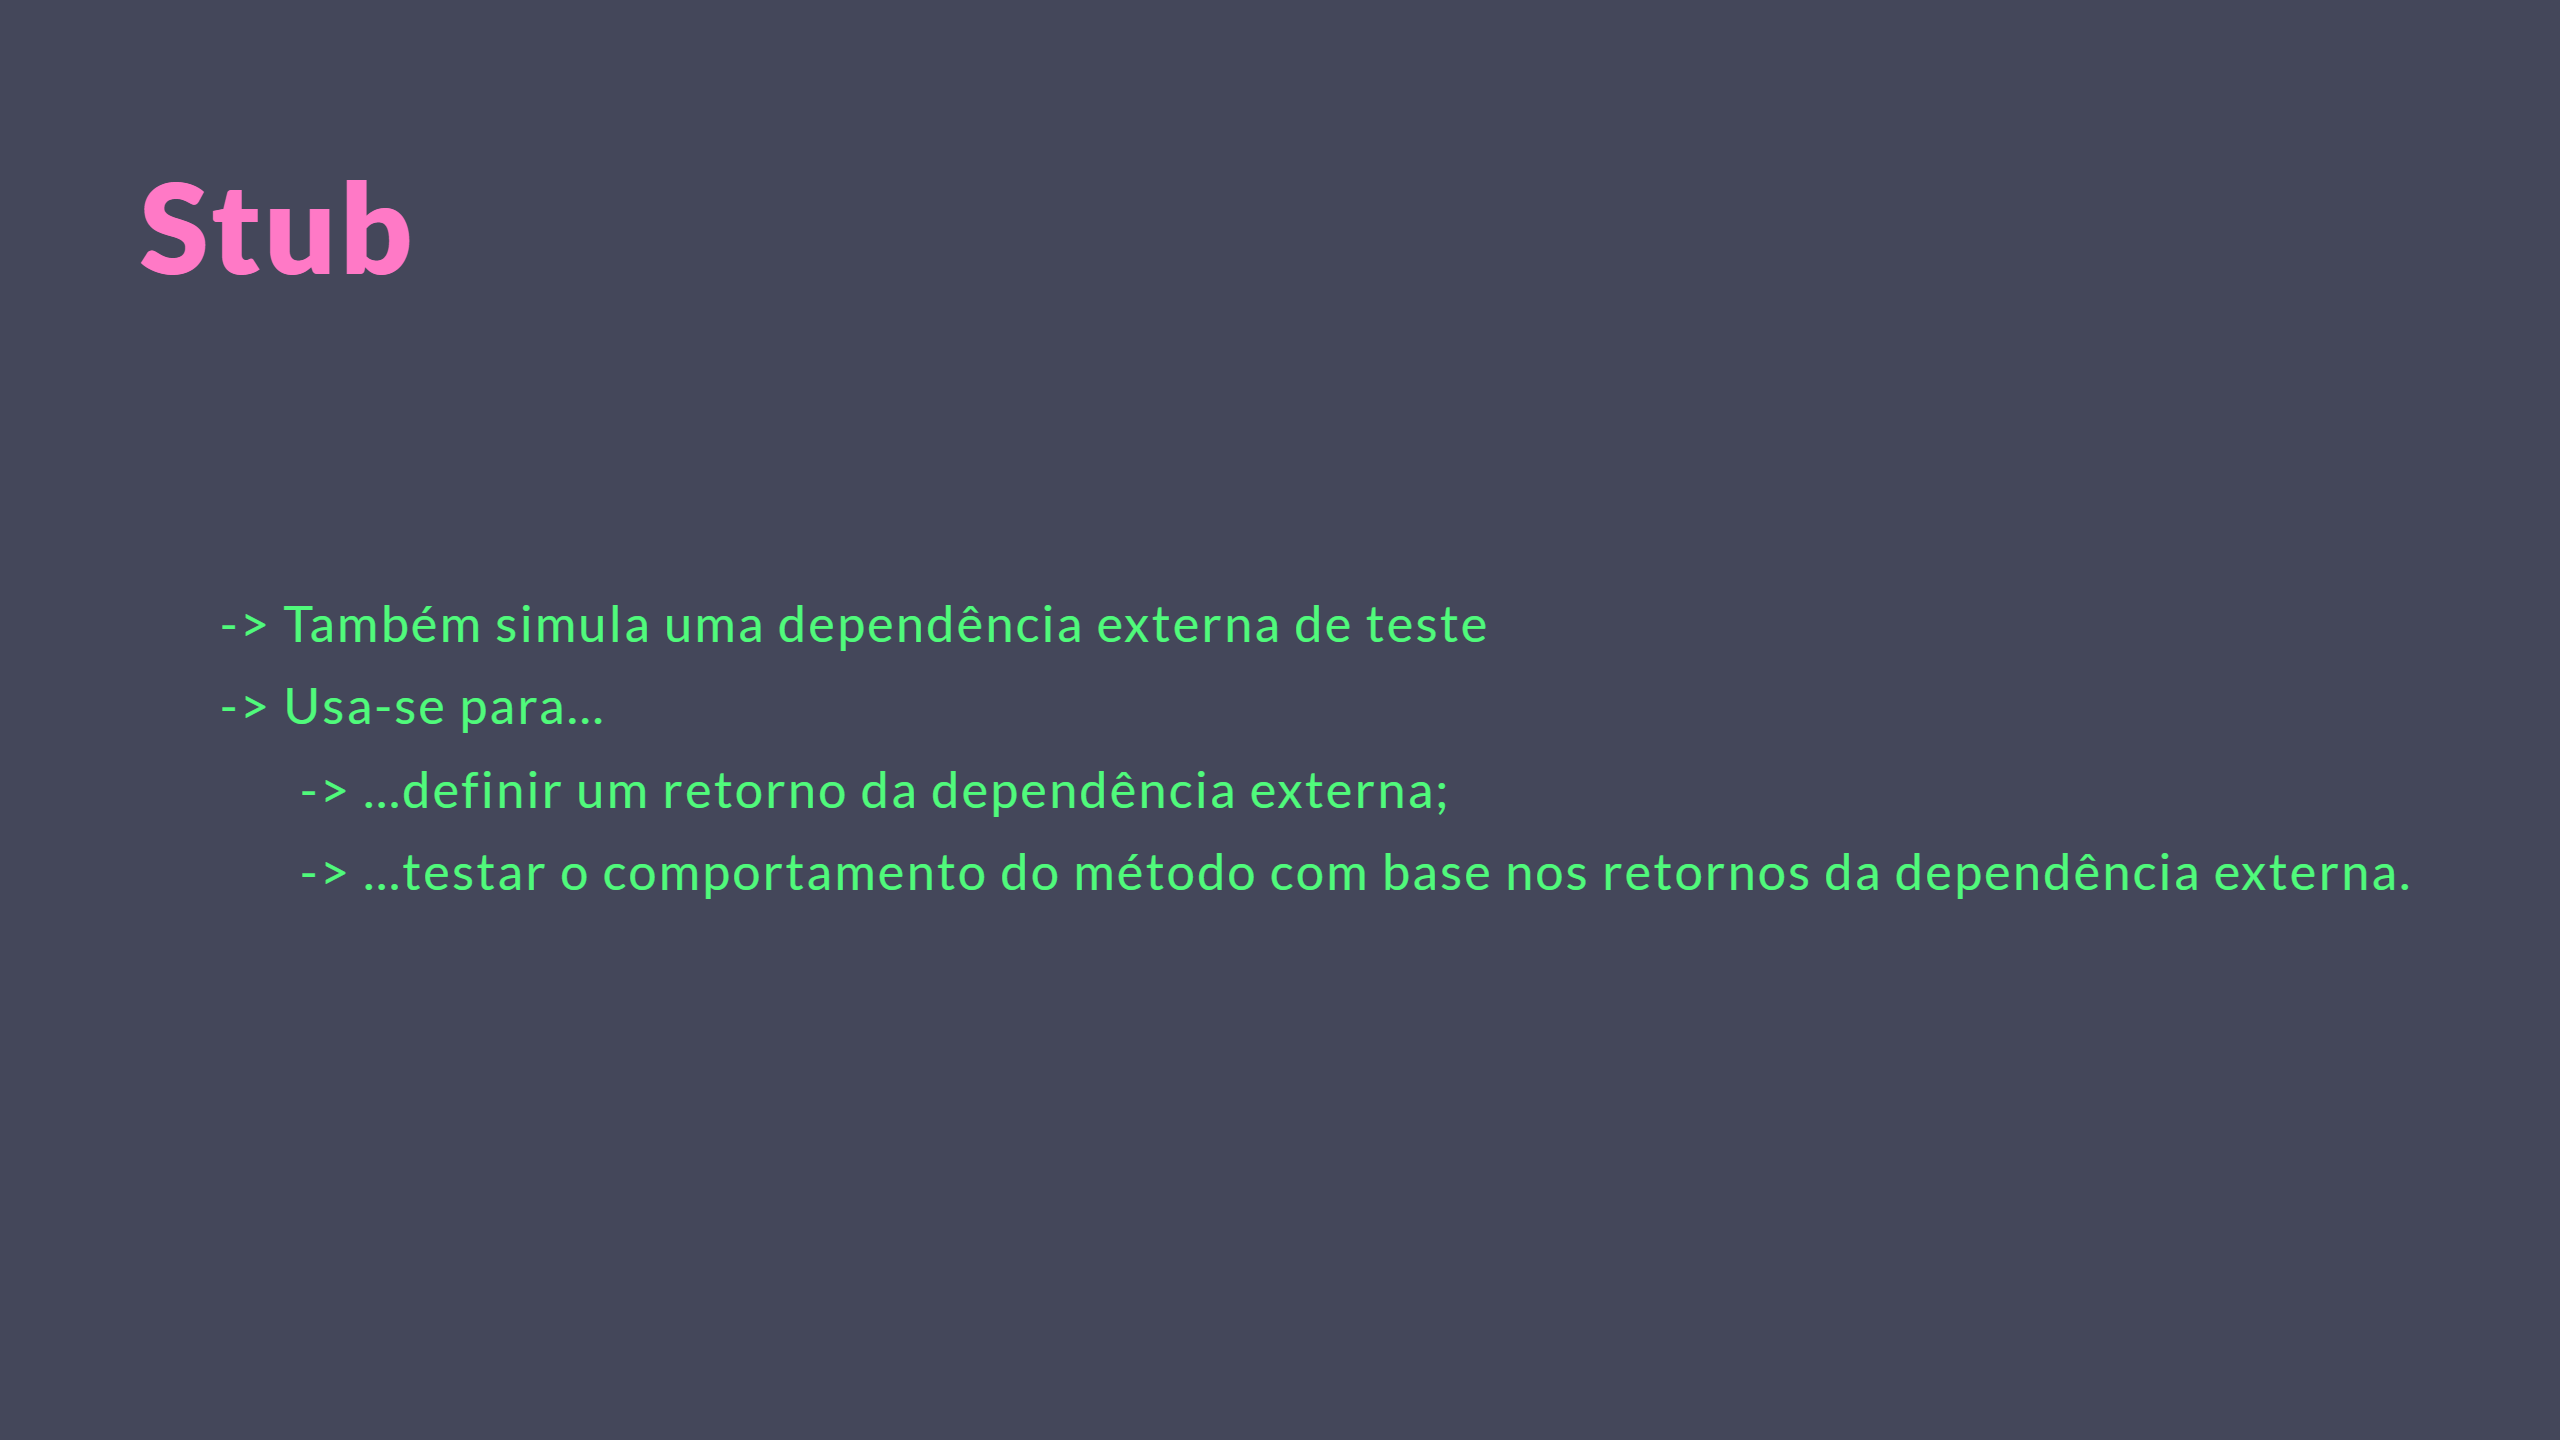 Stub
-> Também simula uma dependência externa de teste
-> Usa-se para...
-> ...definir um retorno da dependência externa;
-> ...testar o comportamento do método com base nos retornos da dependência externa.